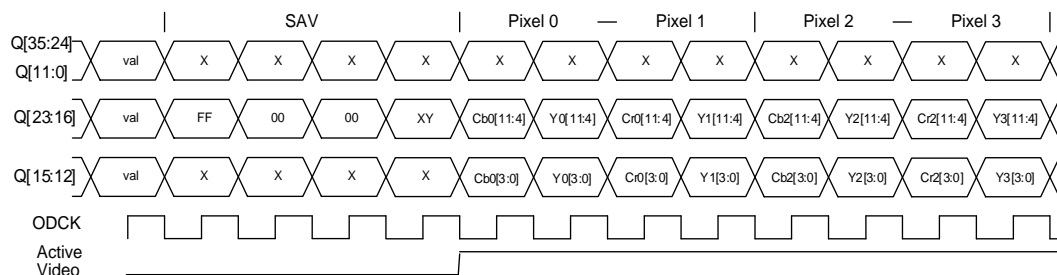 SAV Pixel 0 Pixel 1 Pixel 2 Pixel 3
Q[35:24]
Q[11:0]
val X X X X X X X X X X X X
Q[23:16] val FF 00 00 XY Cb0[11:4] Y0[11:4] Cr0[11:4] Y1[11:4] Cb2[11:4] Y2[11:4] Cr2[11:4] Y3[11:4]
Q[15:12] val X X X X Cb0[3:0] Y0[3:0] Cr0[3:0] Y1[3:0] Cb2[3:0] Y2[3:0] Cr2[3:0] Y3[3:0]
ODCK
Active
Video